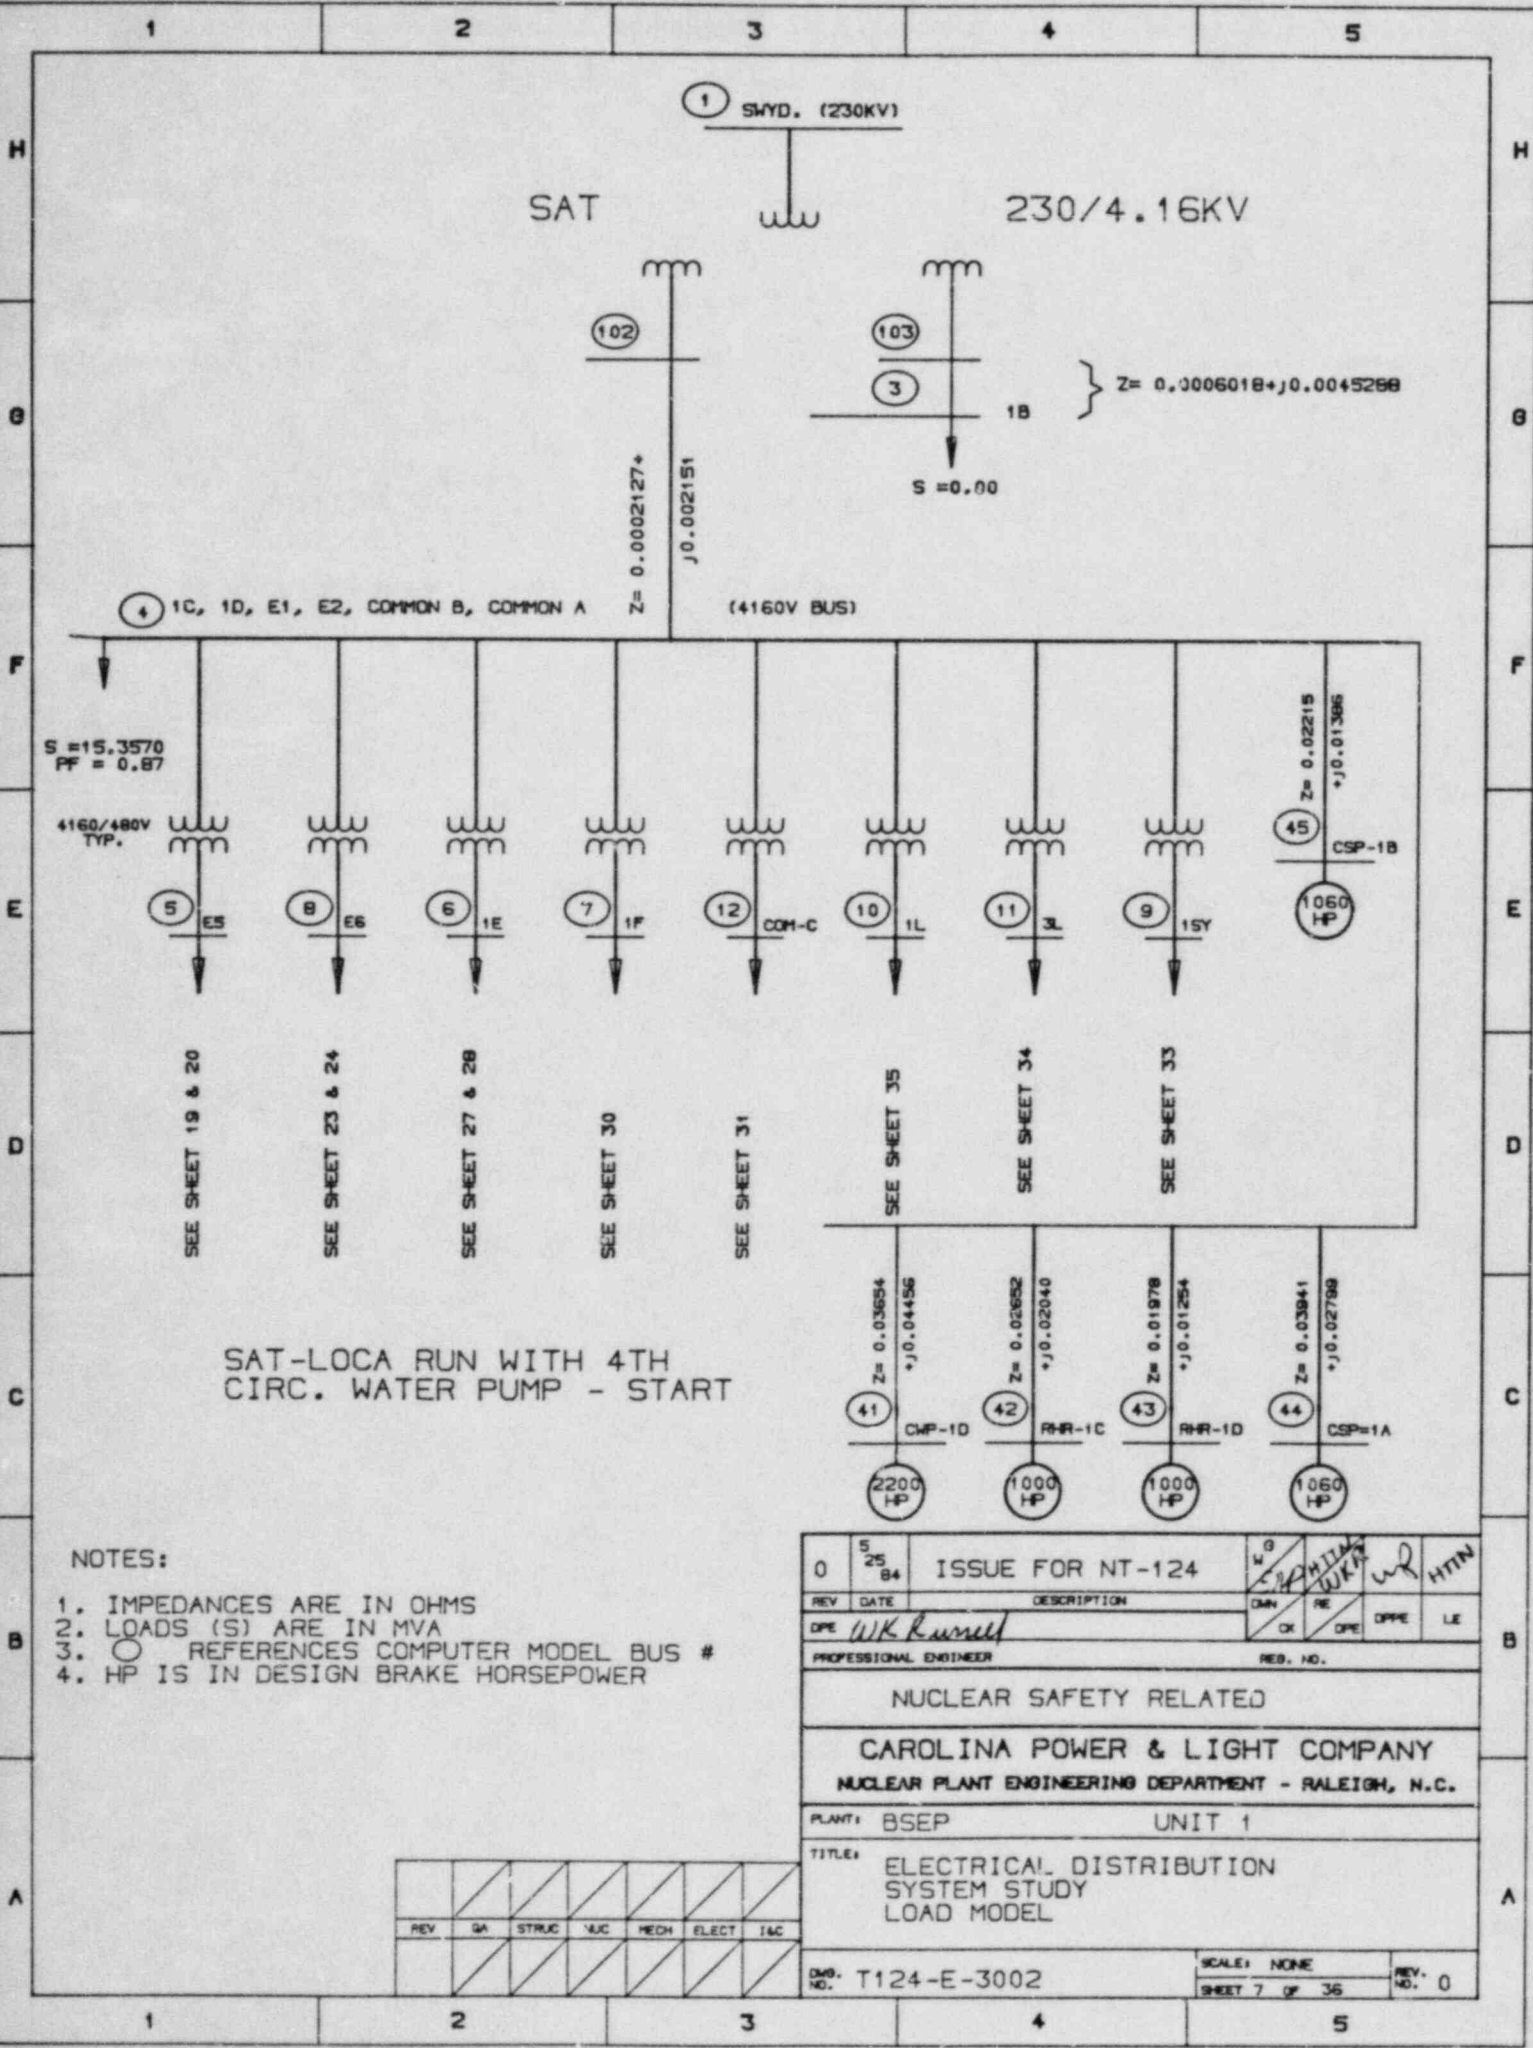 1 2 3 4 5
H H
1 SWYD. (230KV)
SAT 230/4.16KV
102 103
3 1B
Z= 0.0006018+j0.0045288
S =0.00
G G
Z= 0.0002127+
j0.002151
4 1C, 1D, E1, E2, COMMON B, COMMON A (4160V BUS)
F F
S =15.3570
PF = 0.87
Z= 0.02215
+j0.01386
4160/480V
TYP.
45 CSP-1B
1060
HP
E E
5 E5
8 E6
6 1E
7 1F
12 COM-C
10 1L
11 3L
9 1SY
D D
SEE SHEET 19 & 20
SEE SHEET 23 & 24
SEE SHEET 27 & 28
SEE SHEET 30
SEE SHEET 31
SEE SHEET 35
SEE SHEET 34
SEE SHEET 33
SAT-LOCA RUN WITH 4TH
CIRC. WATER PUMP - START
C C
Z= 0.03654
+j0.04456
41 CWP-1D
2200
HP
Z= 0.02652
+j0.02040
42 RHR-1C
1000
HP
Z= 0.01978
+j0.01254
43 RHR-1D
1000
HP
Z= 0.03941
+j0.02799
44 CSP=1A
1060
HP
NOTES:
1. IMPEDANCES ARE IN OHMS
2. LOADS (S) ARE IN MVA
3. ◯ REFERENCES COMPUTER MODEL BUS #
4. HP IS IN DESIGN BRAKE HORSEPOWER
B B
0 5 25 84 ISSUE FOR NT-124 WKR HTTN
REV DATE DESCRIPTION DWN CK RE DPE DPPE LE
DPE WK Russell
PROFESSIONAL ENGINEER REG. NO.
NUCLEAR SAFETY RELATED
CAROLINA POWER & LIGHT COMPANY
NUCLEAR PLANT ENGINEERING DEPARTMENT - RALEIGH, N.C.
PLANT: BSEP UNIT 1
TITLE: ELECTRICAL DISTRIBUTION
SYSTEM STUDY
LOAD MODEL
A A
REV QA STRUC NUC MECH ELECT I&C
DWG. NO. T124-E-3002
SCALE: NONE
SHEET 7 OF 36
REV. NO. 0
1 2 3 4 5